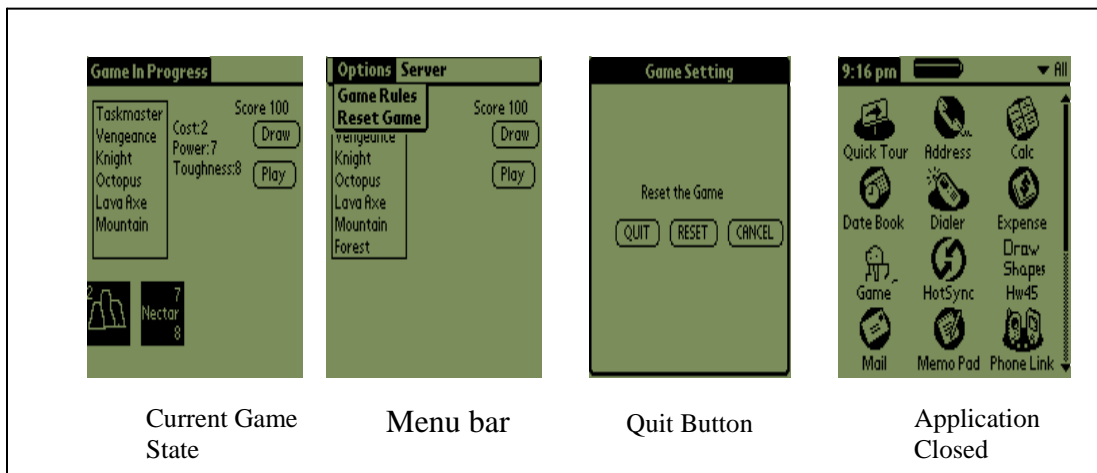 Game In Progress
Taskmaster
Vengeance
Knight
Octopus
Lava Axe
Mountain
Cost:2
Power:7
Toughness:8
Score 100
Draw
Play
2
7
Nectar
8
Options Server
Game Rules
Reset Game
Vengeance
Knight
Octopus
Lava Axe
Mountain
Forest
Score 100
Draw
Play
Game Setting
Reset the Game
QUIT RESET CANCEL
9:16 pm All
Quick Tour Address Calc
Date Book Dialer Expense
Draw
Shapes
Game HotSync Hw45
Mail Memo Pad Phone Link
Current Game
State
Menu bar
Quit Button
Application
Closed